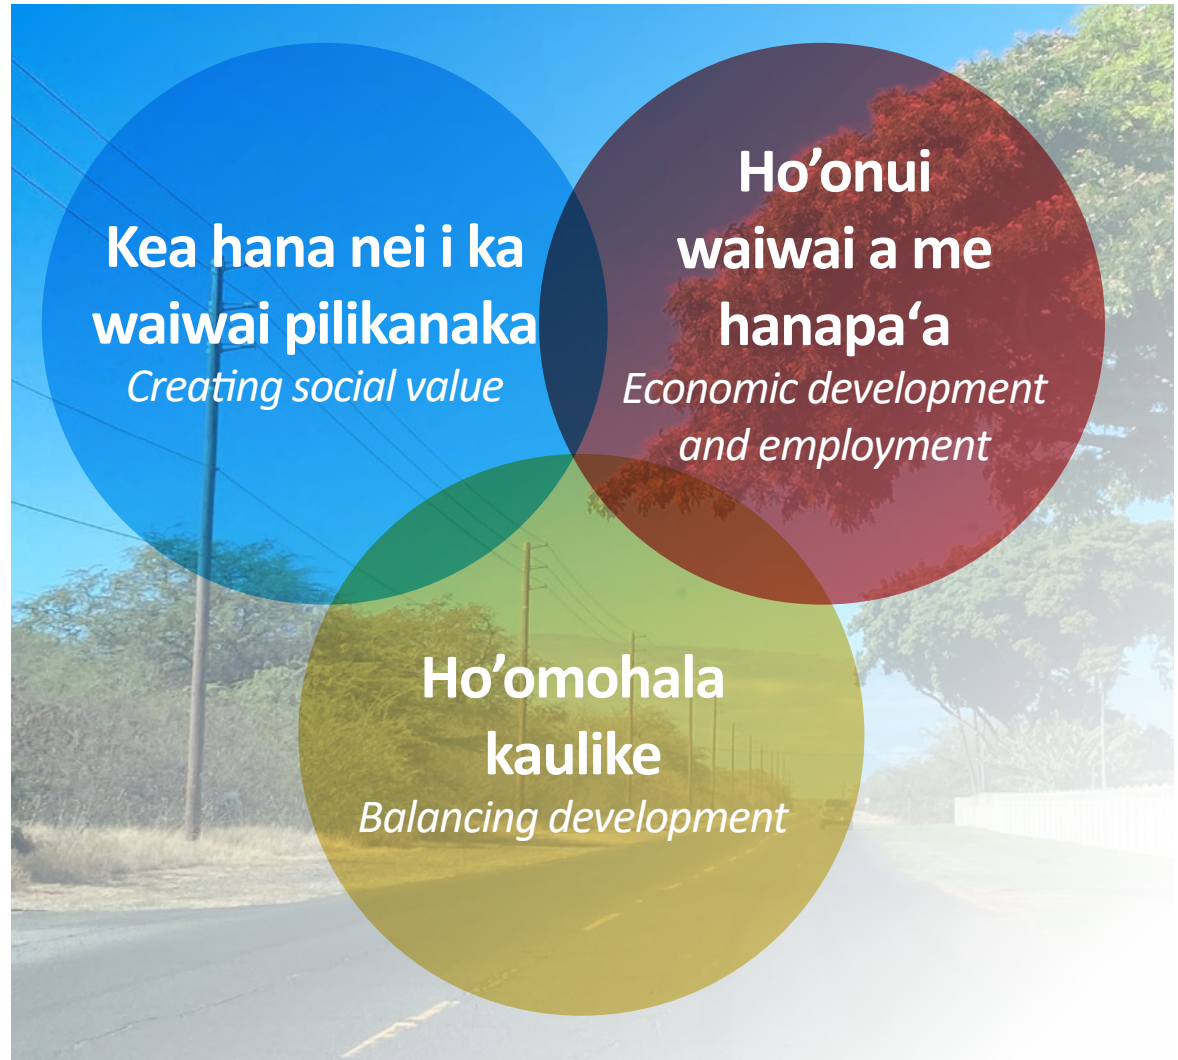 Kea hana nei i ka
waiwai pilikanaka
Creating social value
Ho’onui
waiwai a me
hanapa‘a
Economic development
and employment
Ho’omohala
kaulike
Balancing development